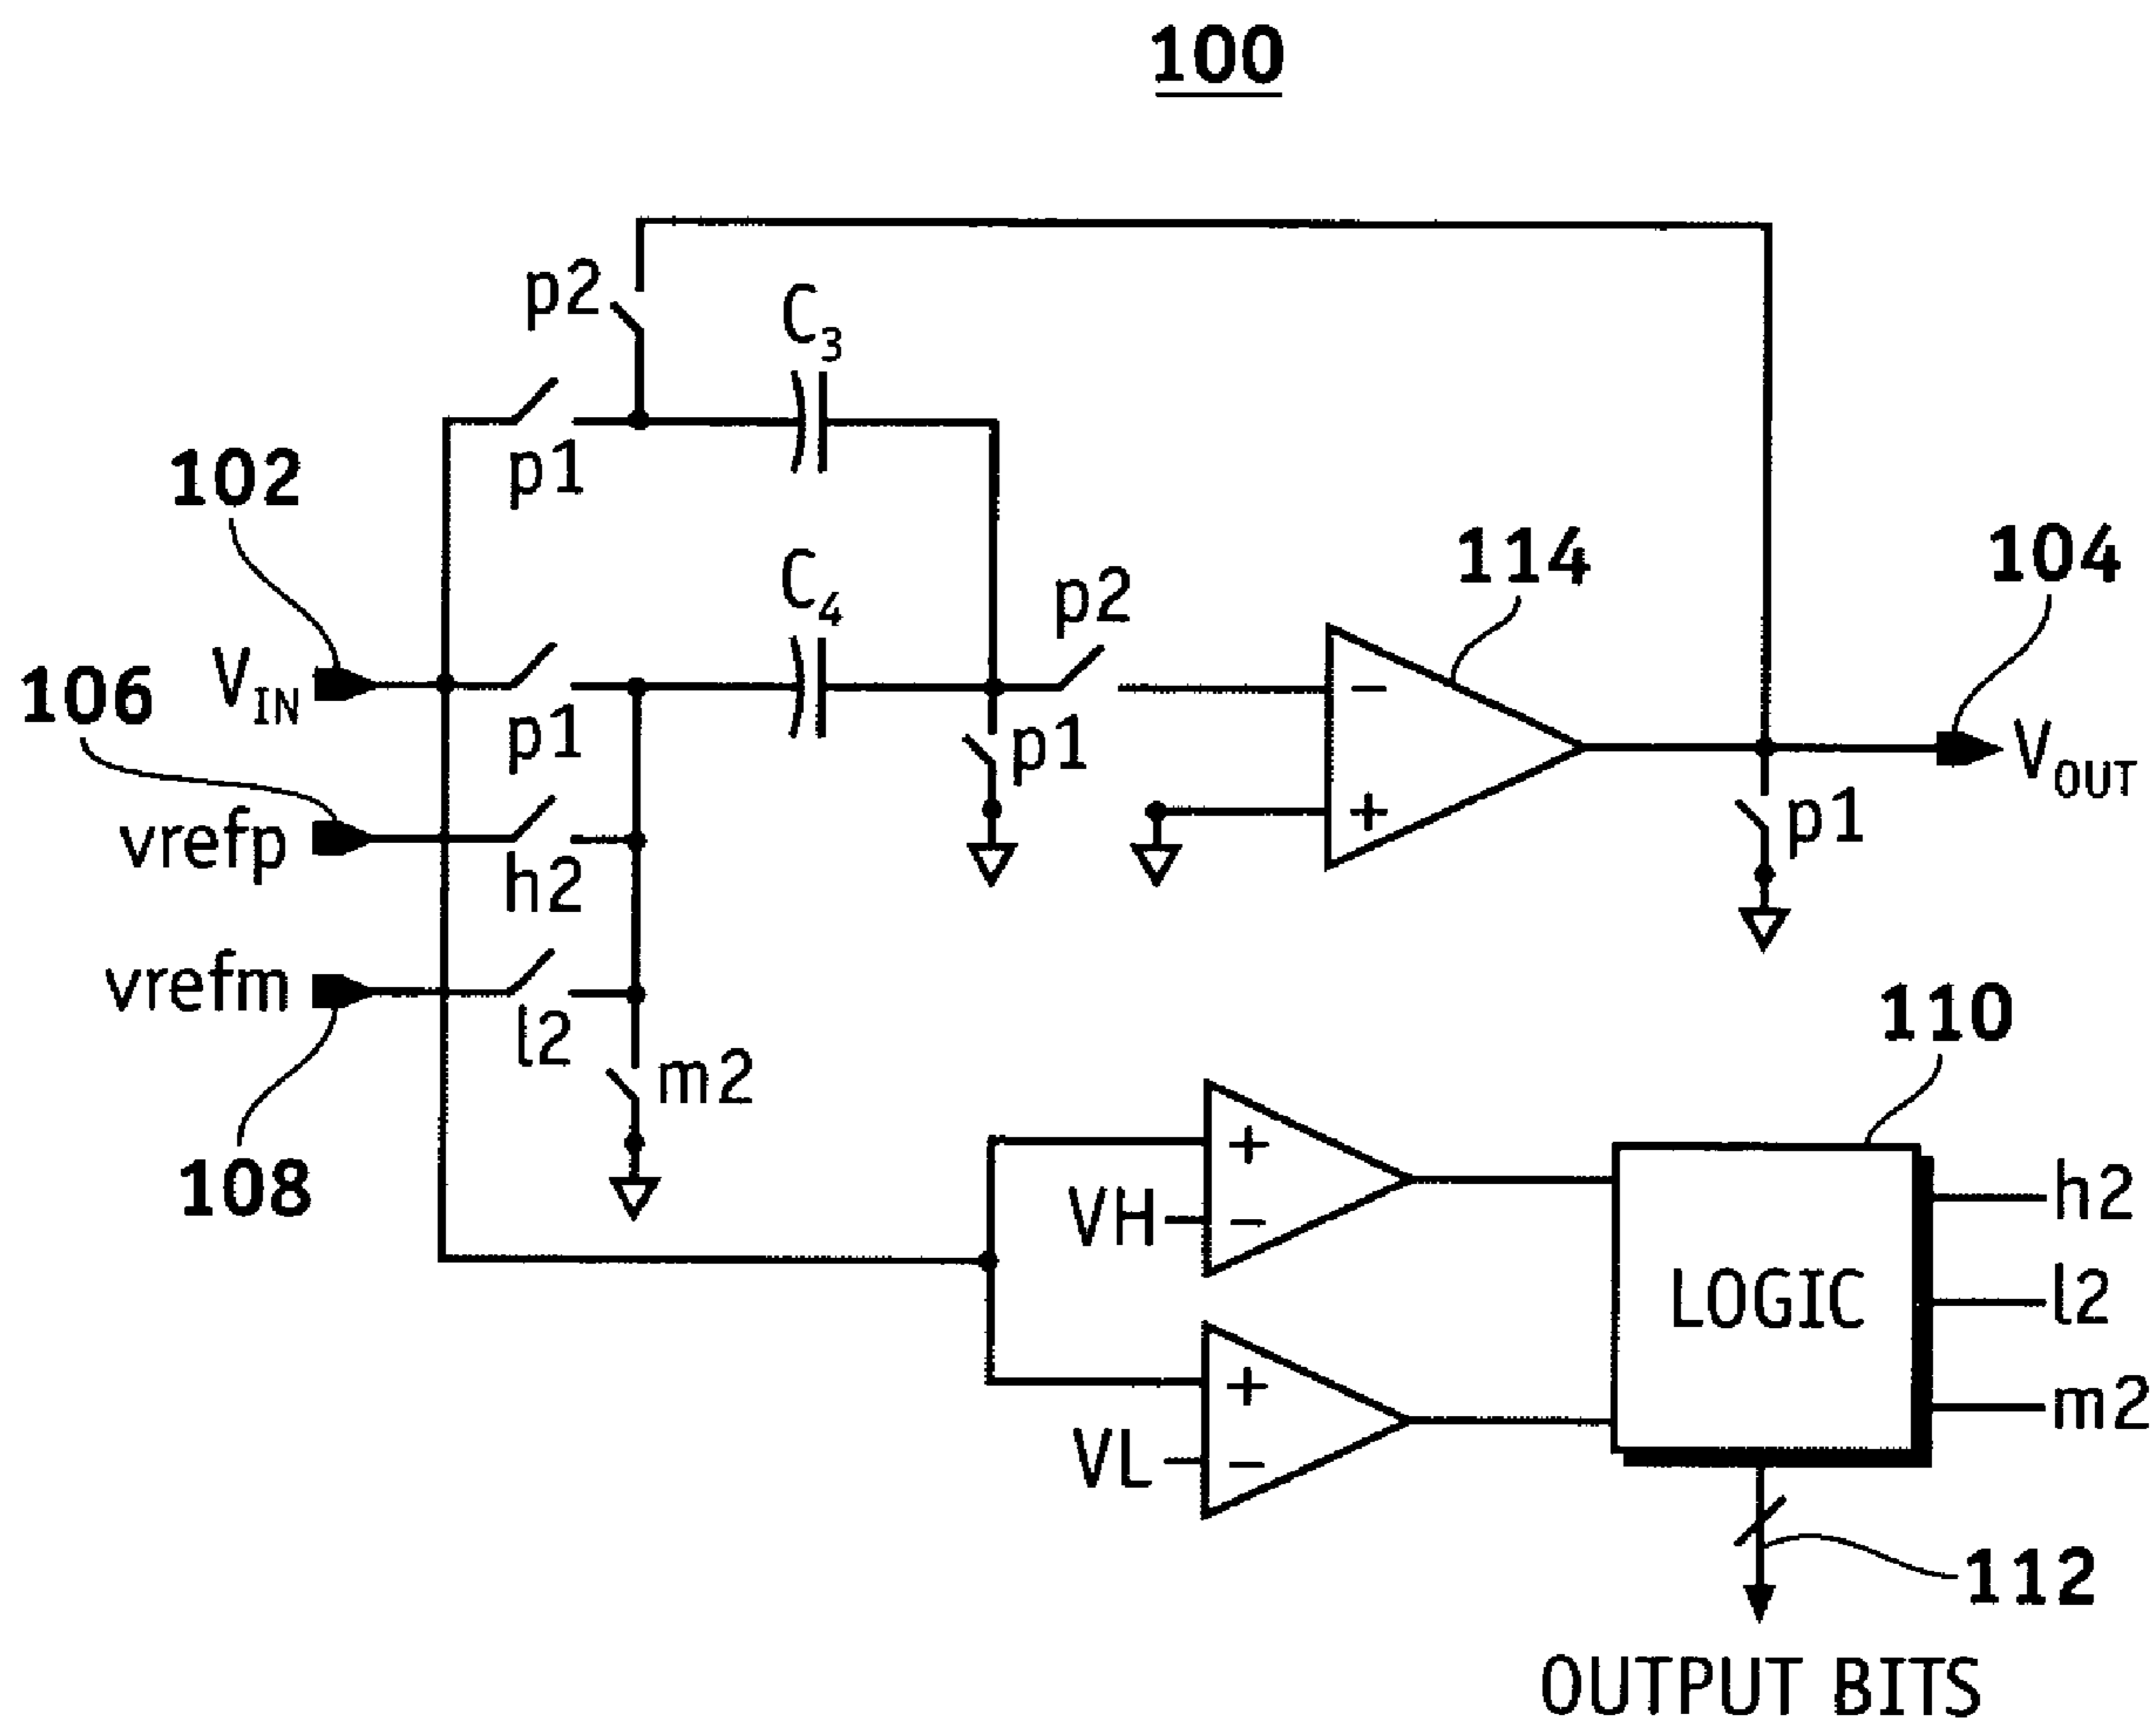 100
p2
C3
p1
102
C4
p2
114
104
VIN
106
p1
p1
VOUT
vrefp
h2
p1
vrefm
l2
m2
110
108
VH
+
−
−
+
h2
LOGIC
l2
+
VL
−
m2
+
−
112
OUTPUT BITS